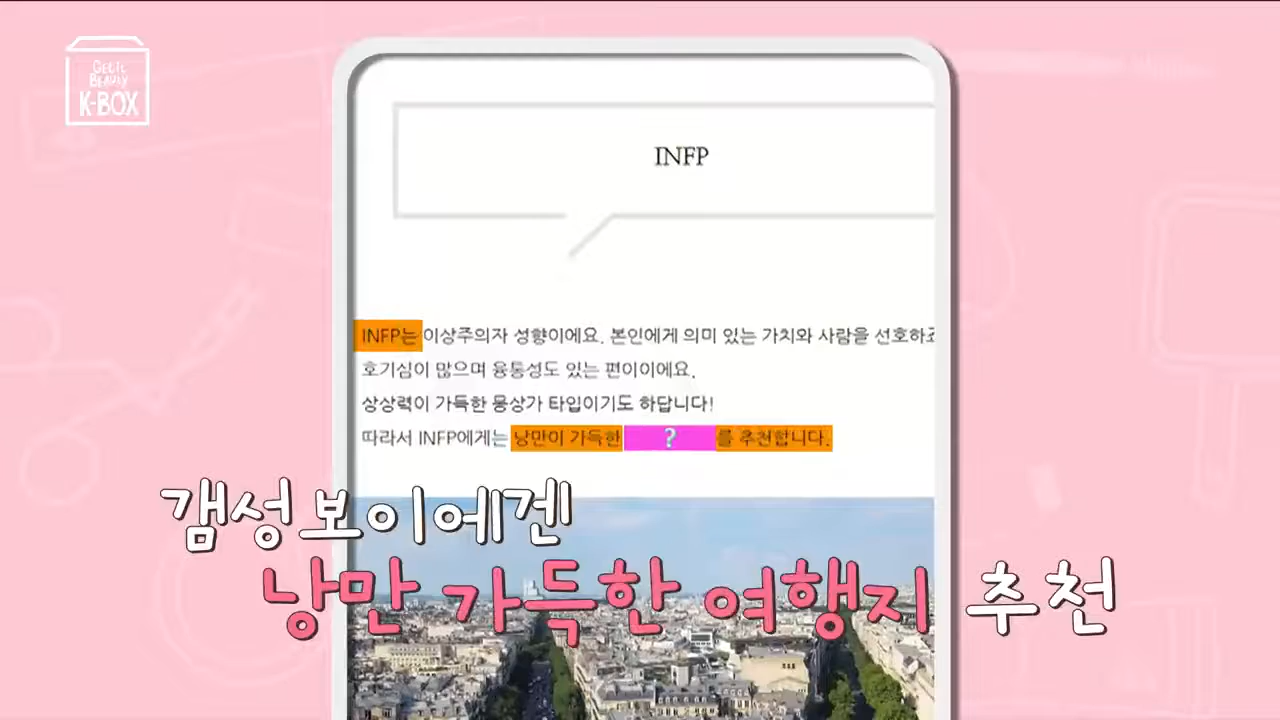 GET IT
BEAUTY
K-BOX
INFP
INFP는 이상주의자 성향이에요. 본인에게 의미 있는 가치와 사람을 선호하죠
호기심이 많으며 융통성도 있는 편이이에요.
상상력이 가득한 몽상가 타입이기도 하답니다!
따라서 INFP에게는 낭만이 가득한 ? 를 추천합니다.
갬성보이에겐
낭만 가득한 여행지 추천